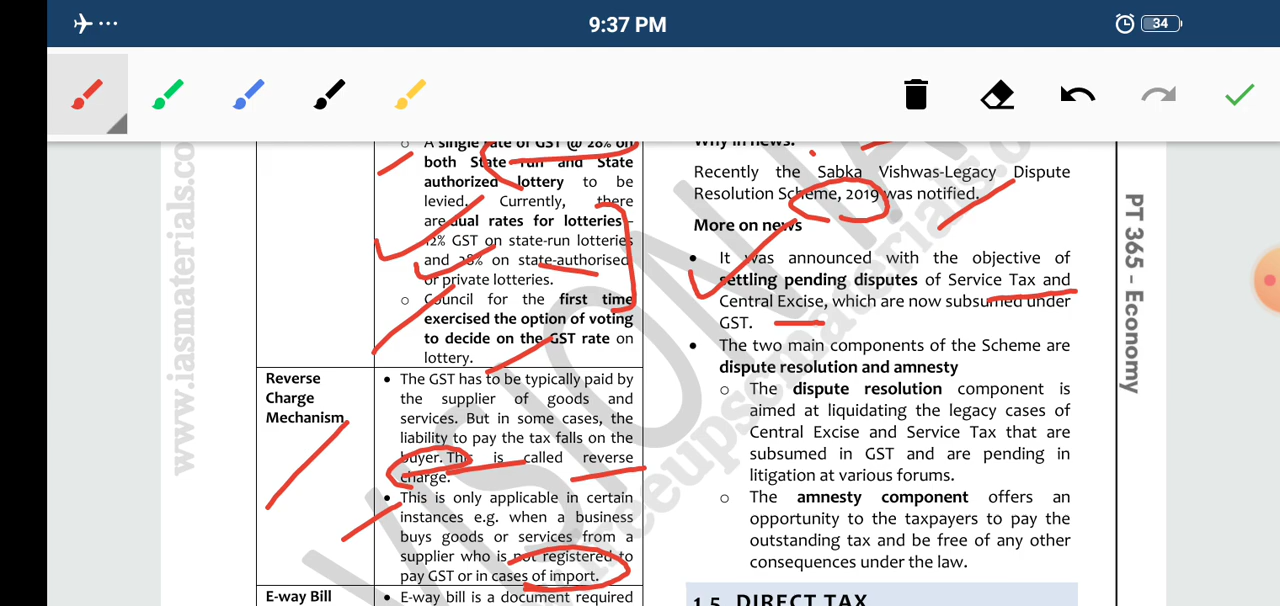 9:37 PM
34
A single rate of GST @ 28% on
both State run and State
authorized lottery to be
levied. Currently, there
are dual rates for lotteries–
12% GST on state-run lotteries
and 28% on state-authorised
or private lotteries.
Council for the first time
exercised the option of voting
to decide on the GST rate on
lottery.
Reverse
Charge
Mechanism
The GST has to be typically paid by
the supplier of goods and
services. But in some cases, the
liability to pay the tax falls on the
buyer. This is called reverse
charge.
This is only applicable in certain
instances e.g. when a business
buys goods or services from a
supplier who is not registered to
pay GST or in cases of import.
E-way Bill
E-way bill is a document required
Why in news?
Recently the Sabka Vishwas-Legacy Dispute
Resolution Scheme, 2019 was notified.
More on news
It was announced with the objective of
settling pending disputes of Service Tax and
Central Excise, which are now subsumed under
GST.
The two main components of the Scheme are
dispute resolution and amnesty
The dispute resolution component is
aimed at liquidating the legacy cases of
Central Excise and Service Tax that are
subsumed in GST and are pending in
litigation at various forums.
The amnesty component offers an
opportunity to the taxpayers to pay the
outstanding tax and be free of any other
consequences under the law.
1.5. DIRECT TAX
PT 365 - Economy
www.iasmaterials.co
VISION IA
freeupscmaterials.o